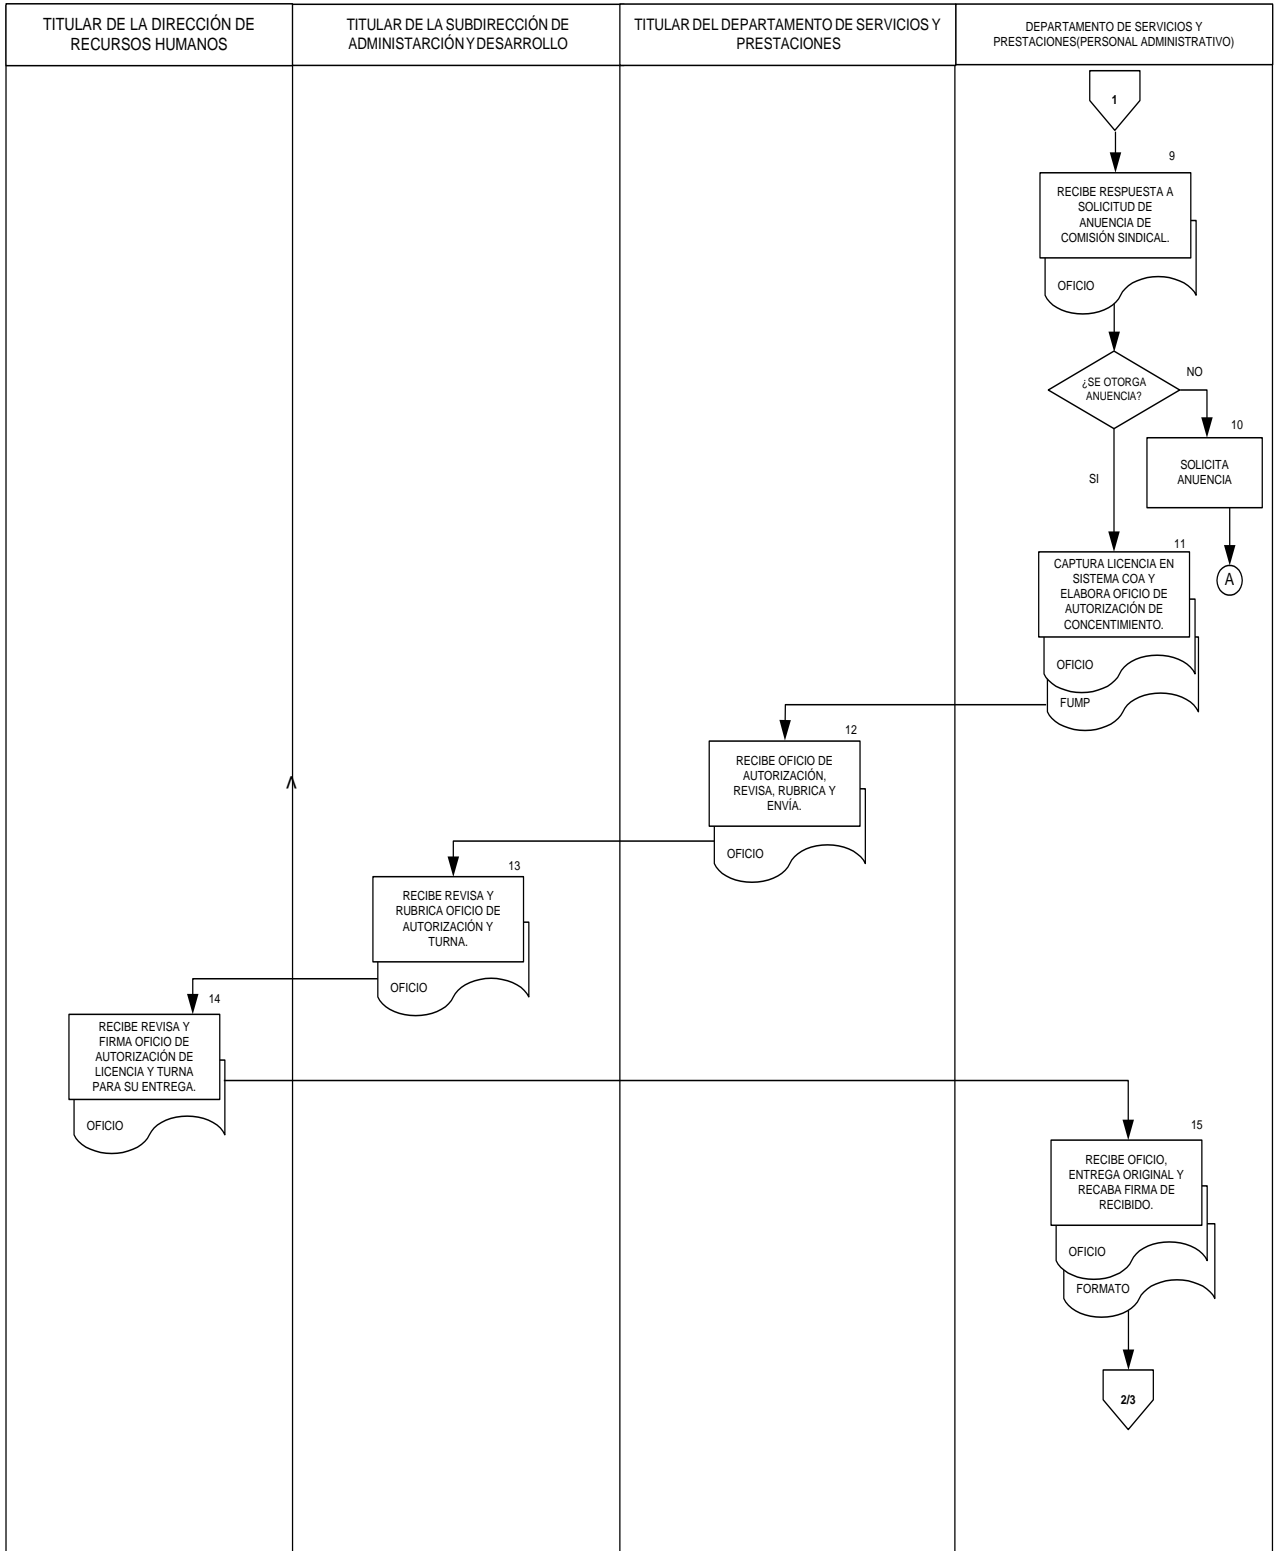 TITULAR DE LA DIRECCIÓN DE
RECURSOS HUMANOS
TITULAR DE LA SUBDIRECCIÓN DE
ADMINISTARCIÓN Y DESARROLLO
TITULAR DEL DEPARTAMENTO DE SERVICIOS Y
PRESTACIONES
DEPARTAMENTO DE SERVICIOS Y
PRESTACIONES(PERSONAL ADMINISTRATIVO)
1
9
RECIBE RESPUESTA A
SOLICITUD DE
ANUENCIA DE
COMISIÓN SINDICAL.
OFICIO
¿SE OTORGA
ANUENCIA?
NO
10
SOLICITA
ANUENCIA
SI
A
11
CAPTURA LICENCIA EN
SISTEMA COA Y
ELABORA OFICIO DE
AUTORIZACIÓN DE
CONCENTIMIENTO.
OFICIO
FUMP
12
RECIBE OFICIO DE
AUTORIZACIÓN,
REVISA, RUBRICA Y
ENVÍA.
OFICIO
13
RECIBE REVISA Y
RUBRICA OFICIO DE
AUTORIZACIÓN Y
TURNA.
OFICIO
14
RECIBE REVISA Y
FIRMA OFICIO DE
AUTORIZACIÓN DE
LICENCIA Y TURNA
PARA SU ENTREGA.
OFICIO
15
RECIBE OFICIO,
ENTREGA ORIGINAL Y
RECABA FIRMA DE
RECIBIDO.
OFICIO
FORMATO
2/3